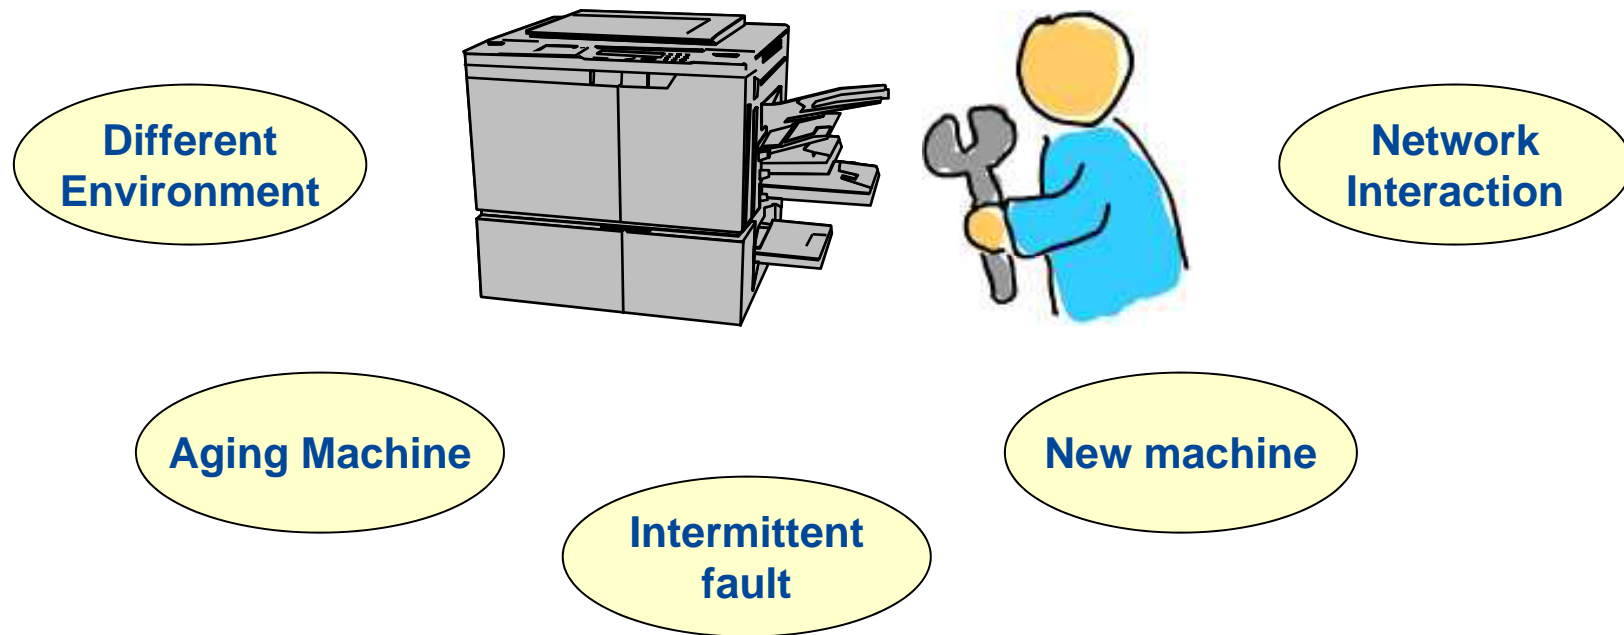 Different
Environment
Network
Interaction
Aging Machine
New machine
Intermittent
fault